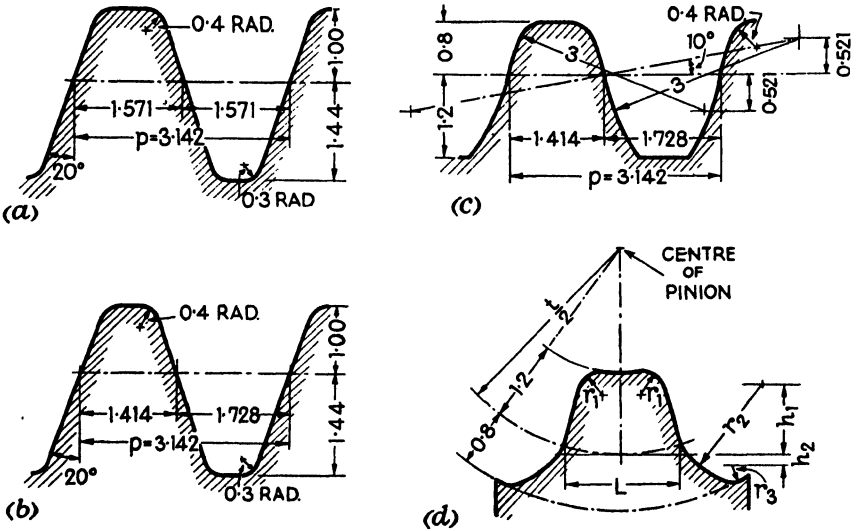 0·4 RAD.
1·00
1·571
1·571
p=3·142
1·44
20°
0·3 RAD
(a)
0·4 RAD.
1·00
1·414
1·728
p=3·142
1·44
20°
0·3 RAD.
(b)
0·4 RAD.
0·8
10°
3
3
0·521
0·521
1·2
1·414
1·728
p=3·142
(c)
CENTRE
OF
PINION
t/2
1·2
0·8
r1
r1
r2
h1
h2
L
r3
(d)